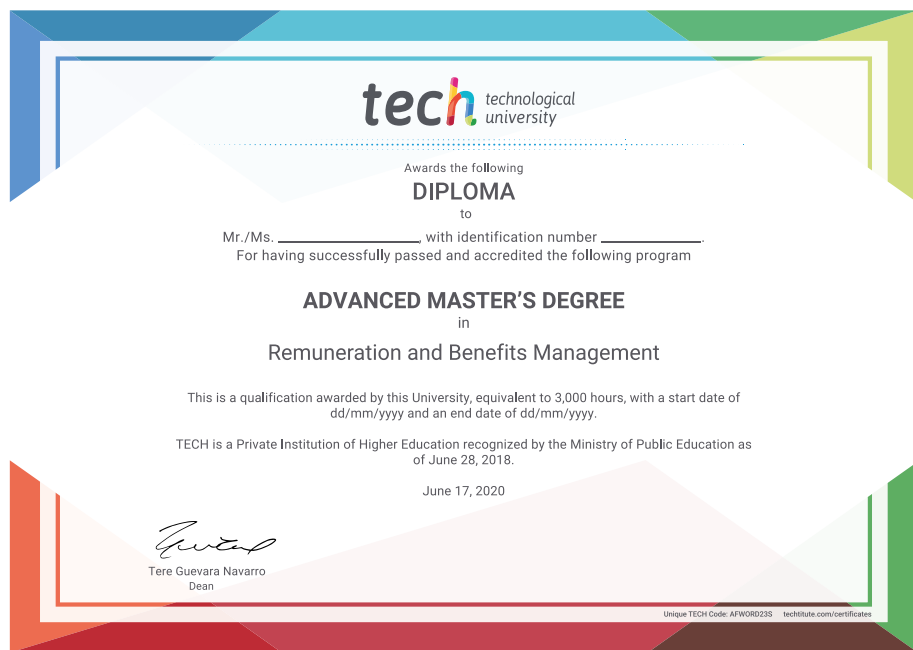 tech technological
university
Awards the following
DIPLOMA
to
Mr./Ms. ____________________, with identification number ______________.
For having successfully passed and accredited the following program
ADVANCED MASTER’S DEGREE
in
Remuneration and Benefits Management
This is a qualification awarded by this University, equivalent to 3,000 hours, with a start date of
dd/mm/yyyy and an end date of dd/mm/yyyy.
TECH is a Private Institution of Higher Education recognized by the Ministry of Public Education as
of June 28, 2018.
June 17, 2020
Tere Guevara Navarro
Dean
Unique TECH Code: AFWORD23S techtitute.com/certificates